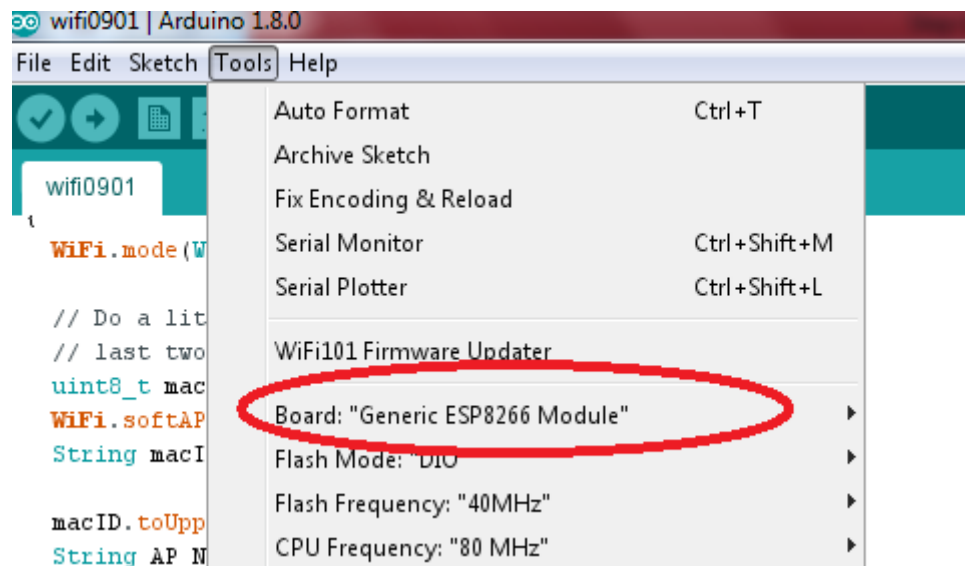 wifi0901 | Arduino 1.8.0
File Edit Sketch Tools Help
Auto Format Ctrl+T
Archive Sketch
wifi0901
Fix Encoding & Reload
WiFi.mode(W
Serial Monitor Ctrl+Shift+M
Serial Plotter Ctrl+Shift+L
// Do a lit
// last two
WiFi101 Firmware Updater
uint8_t mac
WiFi.softAP
Board: "Generic ESP8266 Module"
String macI
Flash Mode: "DIO"
Flash Frequency: "40MHz"
macID.toUpp
String AP N
CPU Frequency: "80 MHz"